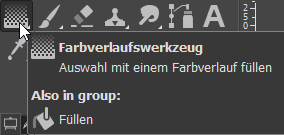 A
Farbverlaufswerkzeug
Auswahl mit einem Farbverlauf füllen
Also in group:
Füllen